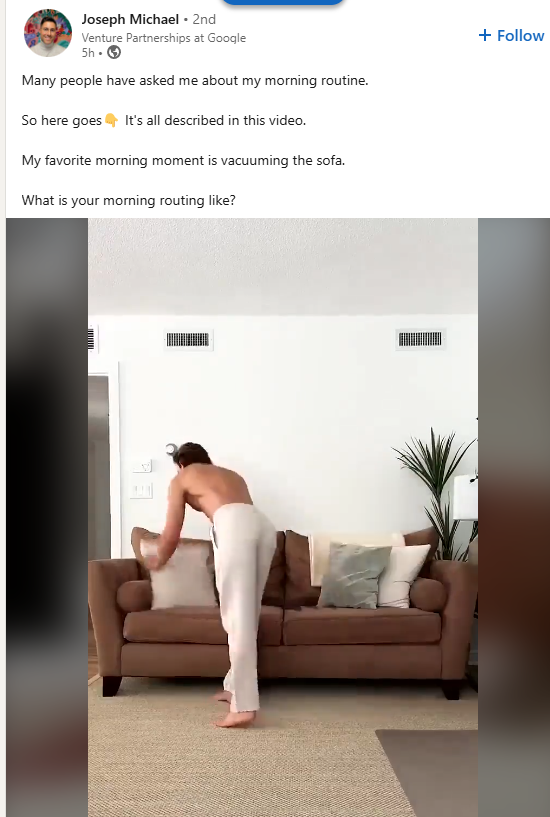 Joseph Michael • 2nd
Venture Partnerships at Google
5h •
+ Follow
Many people have asked me about my morning routine.
So here goes👇 It's all described in this video.
My favorite morning moment is vacuuming the sofa.
What is your morning routing like?